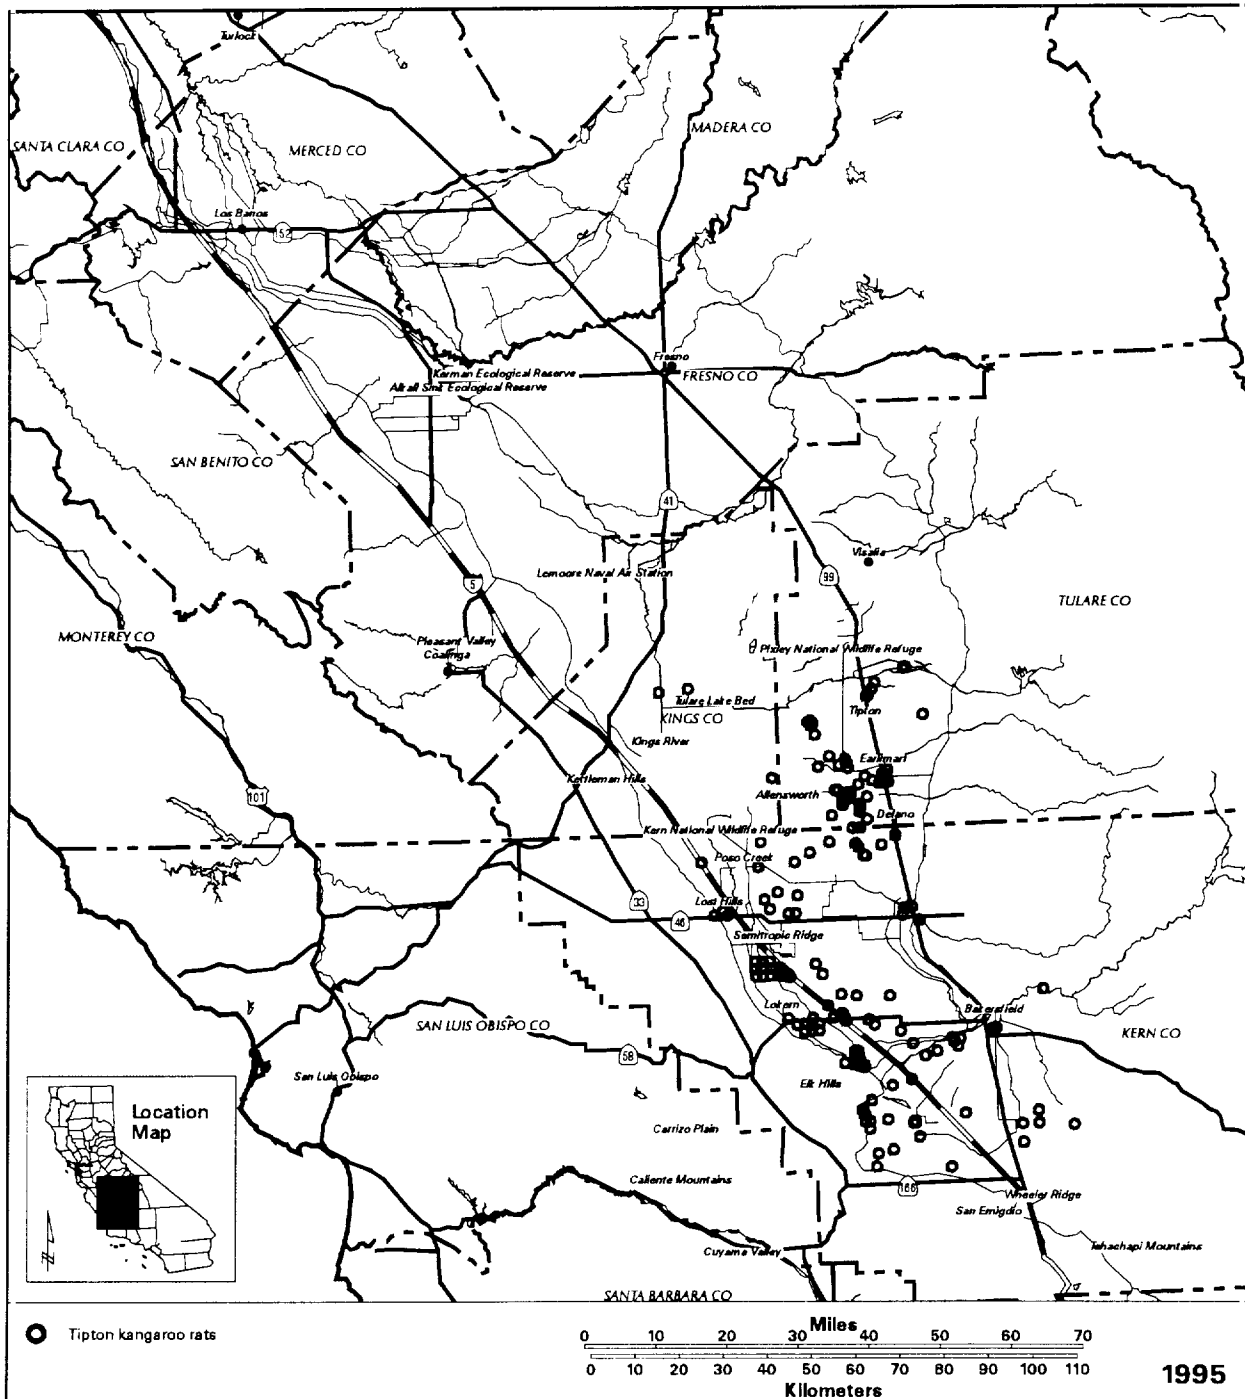 Turlock
SANTA CLARA CO
MERCED CO
MADERA CO
Los Banos
152
Fresno
Kerman Ecological Reserve
FRESNO CO
Alkali Sink Ecological Reserve
SAN BENITO CO
41
Visalia
Lemoore Naval Air Station
99
5
TULARE CO
MONTEREY CO
Pleasant Valley
Coalinga
Pixley National Wildlife Refuge
Tulare Lake Bed
Tipton
KINGS CO
Kings River
Earlimart
Kettleman Hills
Allensworth
101
Delano
Kern National Wildlife Refuge
Poso Creek
33
Lost Hills
46
Semitropic Ridge
Lokern
Bakersfield
SAN LUIS OBISPO CO
KERN CO
58
San Luis Obispo
Elk Hills
Location
Map
Carrizo Plain
Caliente Mountains
166
Wheeler Ridge
San Emigdio
Cuyama Valley
Tehachapi Mountains
SANTA BARBARA CO
N
Tipton kangaroo rats
Miles
0 10 20 30 40 50 60 70
0 10 20 30 40 50 60 70 80 90 100 110
Kilometers
1995